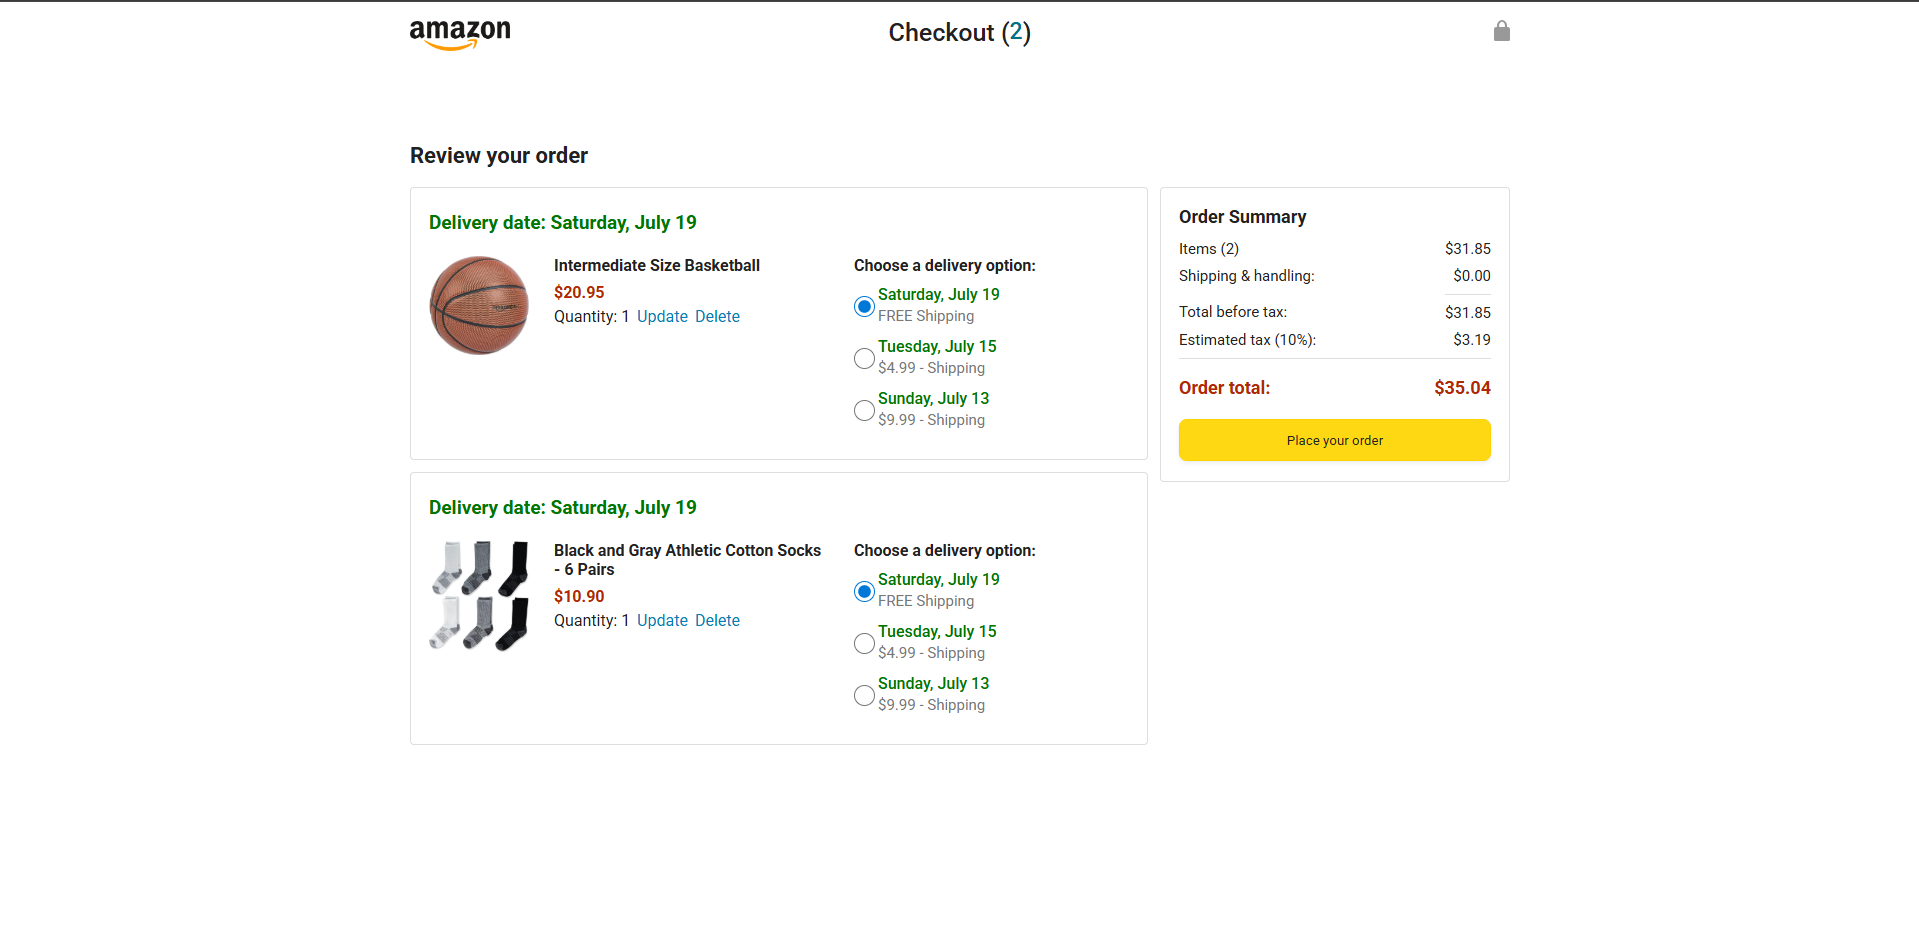 amazon
Checkout (2)
Review your order
Delivery date: Saturday, July 19
Intermediate Size Basketball
$20.95
Quantity: 1 Update Delete
Choose a delivery option:
Saturday, July 19
FREE Shipping
Tuesday, July 15
$4.99 - Shipping
Sunday, July 13
$9.99 - Shipping
Delivery date: Saturday, July 19
Black and Gray Athletic Cotton Socks
- 6 Pairs
$10.90
Quantity: 1 Update Delete
Choose a delivery option:
Saturday, July 19
FREE Shipping
Tuesday, July 15
$4.99 - Shipping
Sunday, July 13
$9.99 - Shipping
Order Summary
Items (2) $31.85
Shipping & handling: $0.00
Total before tax: $31.85
Estimated tax (10%): $3.19
Order total: $35.04
Place your order